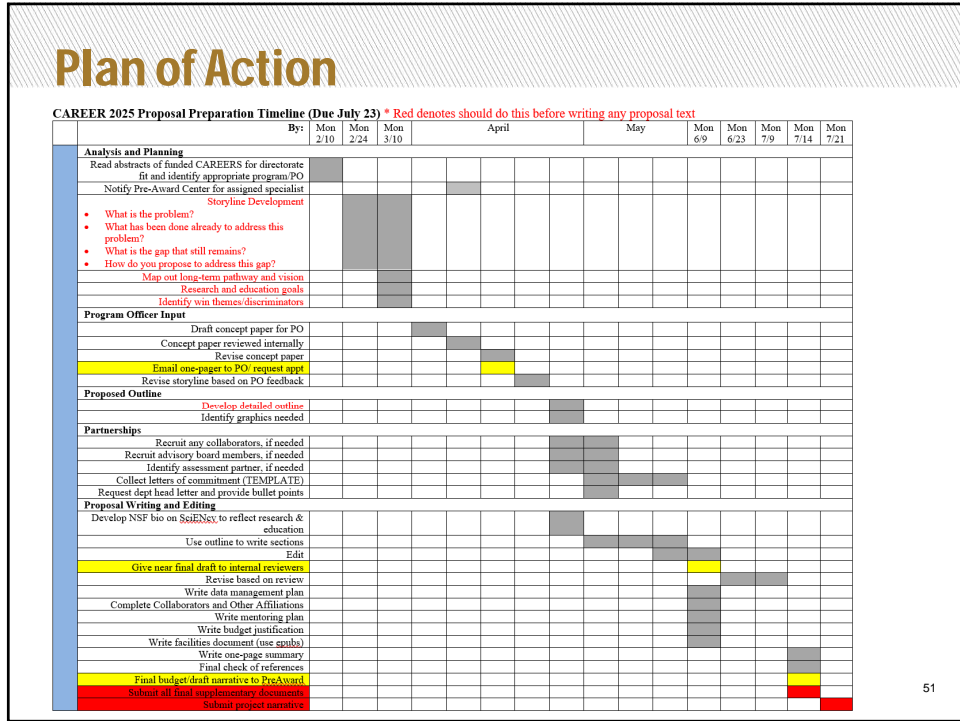 Plan of Action
CAREER 2025 Proposal Preparation Timeline (Due July 23) * Red denotes should do this before writing any proposal text
By: Mon Mon Mon April May Mon Mon Mon Mon Mon
2/10 2/24 3/10 6/9 6/23 7/9 7/14 7/21
Analysis and Planning
Read abstracts of funded CAREERS for directorate
fit and identify appropriate program/PO
Notify Pre-Award Center for assigned specialist
Storyline Development
• What is the problem?
• What has been done already to address this
problem?
• What is the gap that still remains?
• How do you propose to address this gap?
Map out long-term pathway and vision
Research and education goals
Identify win themes/discriminators
Program Officer Input
Draft concept paper for PO
Concept paper reviewed internally
Revise concept paper
Email one-pager to PO/ request appt
Revise storyline based on PO feedback
Proposed Outline
Develop detailed outline
Identify graphics needed
Partnerships
Recruit any collaborators, if needed
Recruit advisory board members, if needed
Identify assessment partner, if needed
Collect letters of commitment (TEMPLATE)
Request dept head letter and provide bullet points
Proposal Writing and Editing
Develop NSF bio on SciENcv to reflect research &
education
Use outline to write sections
Edit
Give near final draft to internal reviewers
Revise based on review
Write data management plan
Complete Collaborators and Other Affiliations
Write mentoring plan
Write budget justification
Write facilities document (use epubs)
Write one-page summary
Final check of references
Final budget/draft narrative to PreAward
Submit all final supplementary documents
Submit project narrative
51